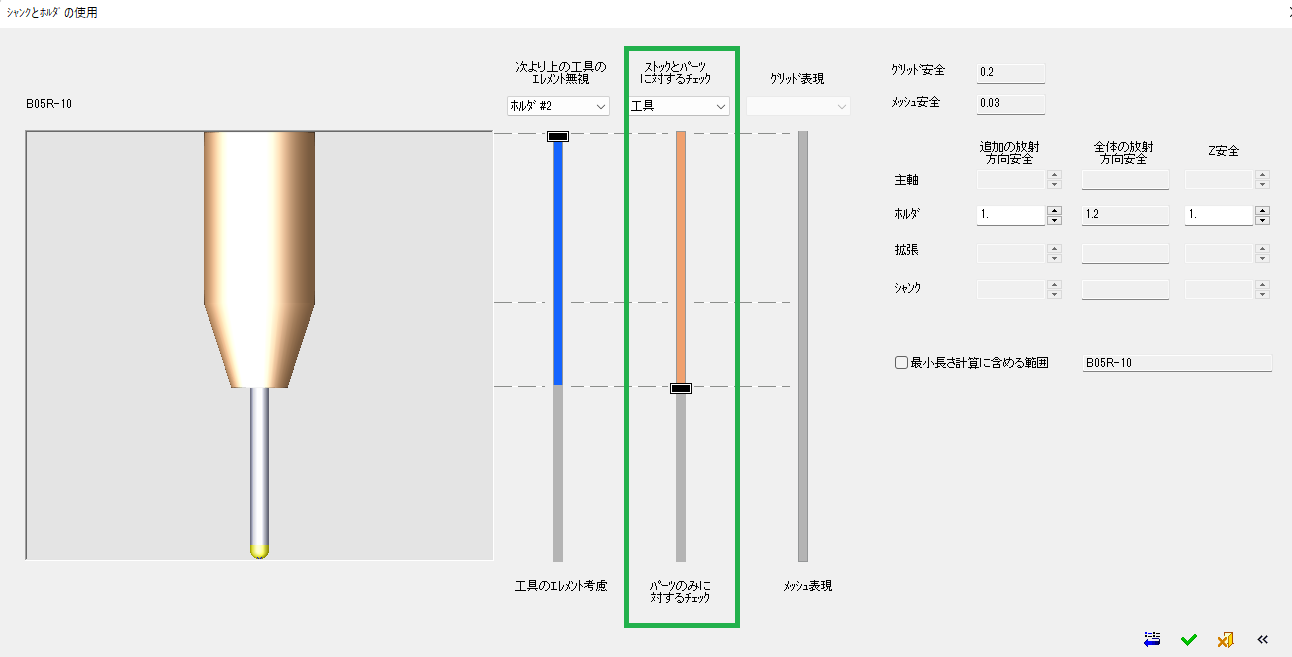 シャンクとホルダの使用
B05R-10
次より上の工具の
エレメント無視
ストックとパーツ
に対するチェック
グリッド表現
ホルダ #2
工具
工具のエレメント考慮
パーツのみに
対するチェック
メッシュ表現
グリッド安全
0.2
メッシュ安全
0.03
追加の放射
方向安全
全体の放射
方向安全
Z安全
主軸
ホルダ
1.
1.2
1.
拡張
シャンク
最小長さ計算に含める範囲
B05R-10